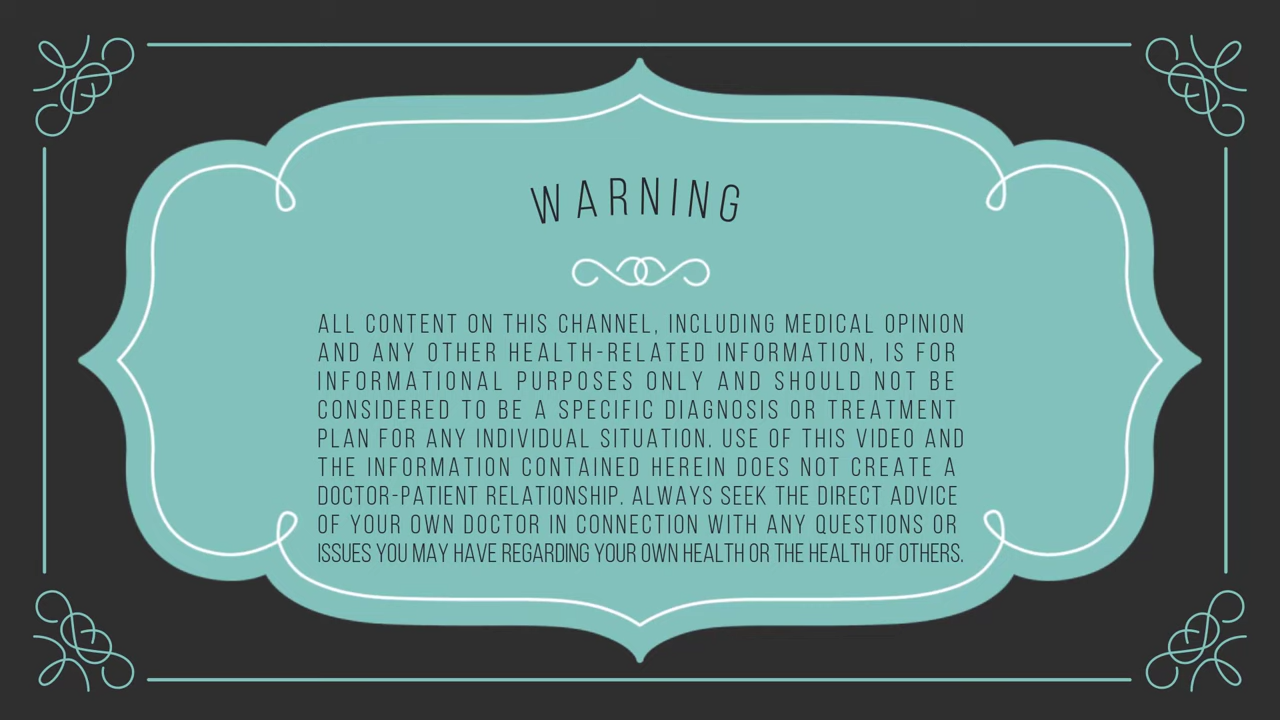 WARNING
ALL CONTENT ON THIS CHANNEL, INCLUDING MEDICAL OPINION
AND ANY OTHER HEALTH-RELATED INFORMATION, IS FOR
INFORMATIONAL PURPOSES ONLY AND SHOULD NOT BE
CONSIDERED TO BE A SPECIFIC DIAGNOSIS OR TREATMENT
PLAN FOR ANY INDIVIDUAL SITUATION. USE OF THIS VIDEO AND
THE INFORMATION CONTAINED HEREIN DOES NOT CREATE A
DOCTOR-PATIENT RELATIONSHIP. ALWAYS SEEK THE DIRECT ADVICE
OF YOUR OWN DOCTOR IN CONNECTION WITH ANY QUESTIONS OR
ISSUES YOU MAY HAVE REGARDING YOUR OWN HEALTH OR THE HEALTH OF OTHERS.